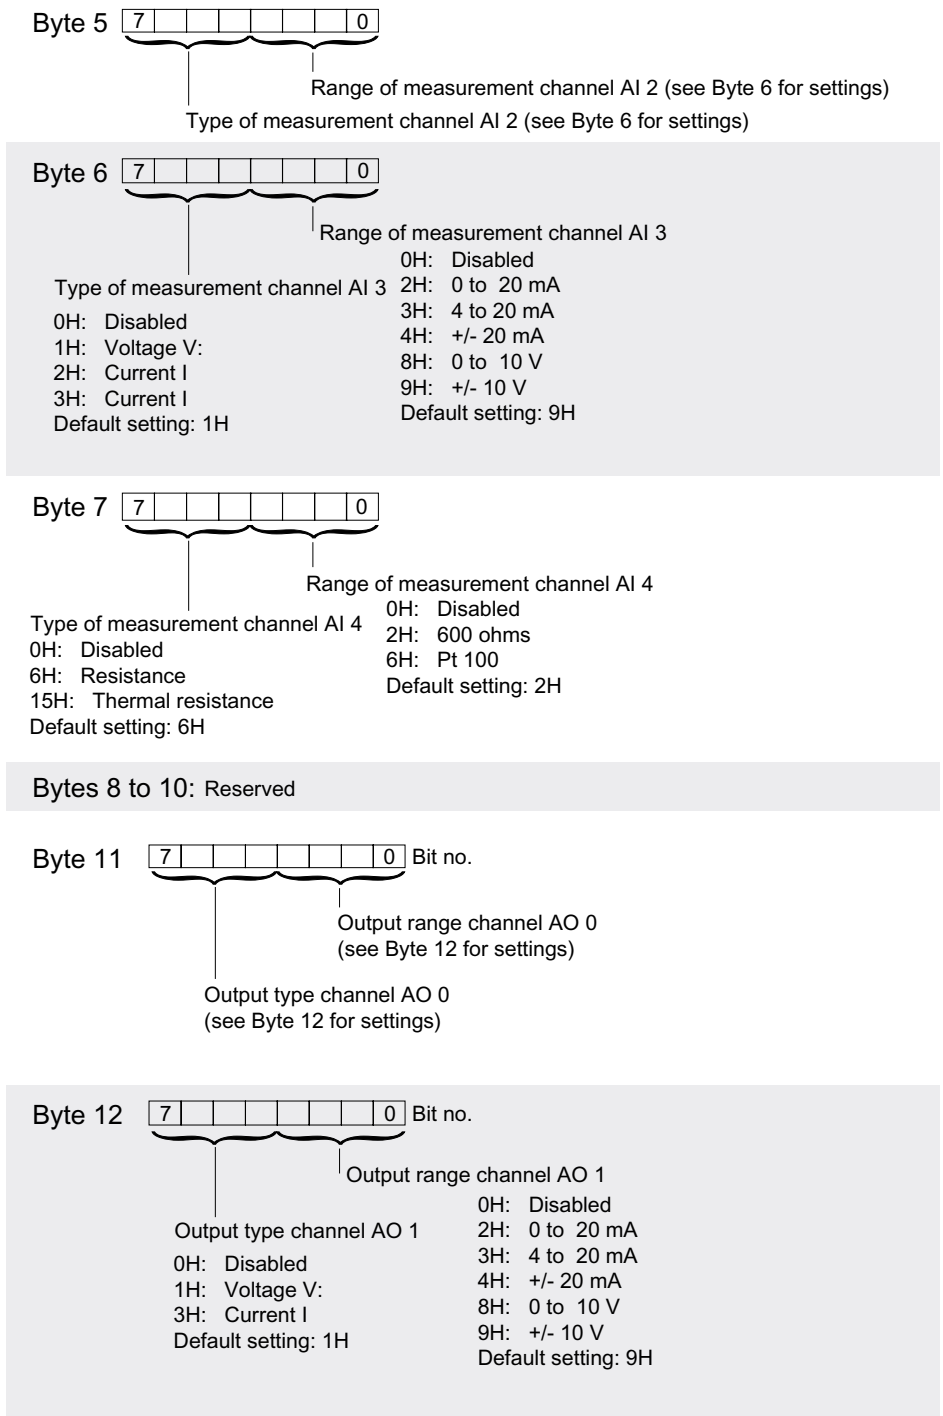 Byte 5 7 0
Range of measurement channel AI 2 (see Byte 6 for settings)
Type of measurement channel AI 2 (see Byte 6 for settings)
Byte 6 7 0
Range of measurement channel AI 3
0H: Disabled
2H: 0 to 20 mA
3H: 4 to 20 mA
4H: +/- 20 mA
8H: 0 to 10 V
9H: +/- 10 V
Default setting: 9H
Type of measurement channel AI 3
0H: Disabled
1H: Voltage V:
2H: Current I
3H: Current I
Default setting: 1H
Byte 7 7 0
Range of measurement channel AI 4
0H: Disabled
2H: 600 ohms
6H: Pt 100
Default setting: 2H
Type of measurement channel AI 4
0H: Disabled
6H: Resistance
15H: Thermal resistance
Default setting: 6H
Bytes 8 to 10: Reserved
Byte 11 7 0 Bit no.
Output range channel AO 0
(see Byte 12 for settings)
Output type channel AO 0
(see Byte 12 for settings)
Byte 12 7 0 Bit no.
Output range channel AO 1
0H: Disabled
2H: 0 to 20 mA
3H: 4 to 20 mA
4H: +/- 20 mA
8H: 0 to 10 V
9H: +/- 10 V
Default setting: 9H
Output type channel AO 1
0H: Disabled
1H: Voltage V:
3H: Current I
Default setting: 1H